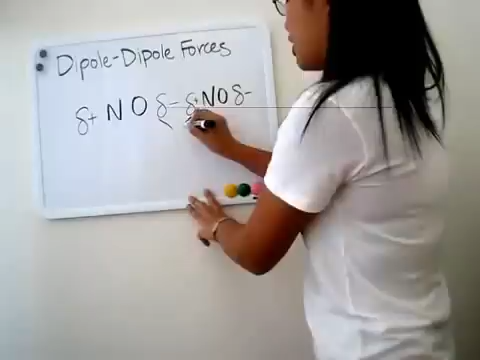 Dipole-Dipole Forces
δ+ N O δ- δ+ N O δ-